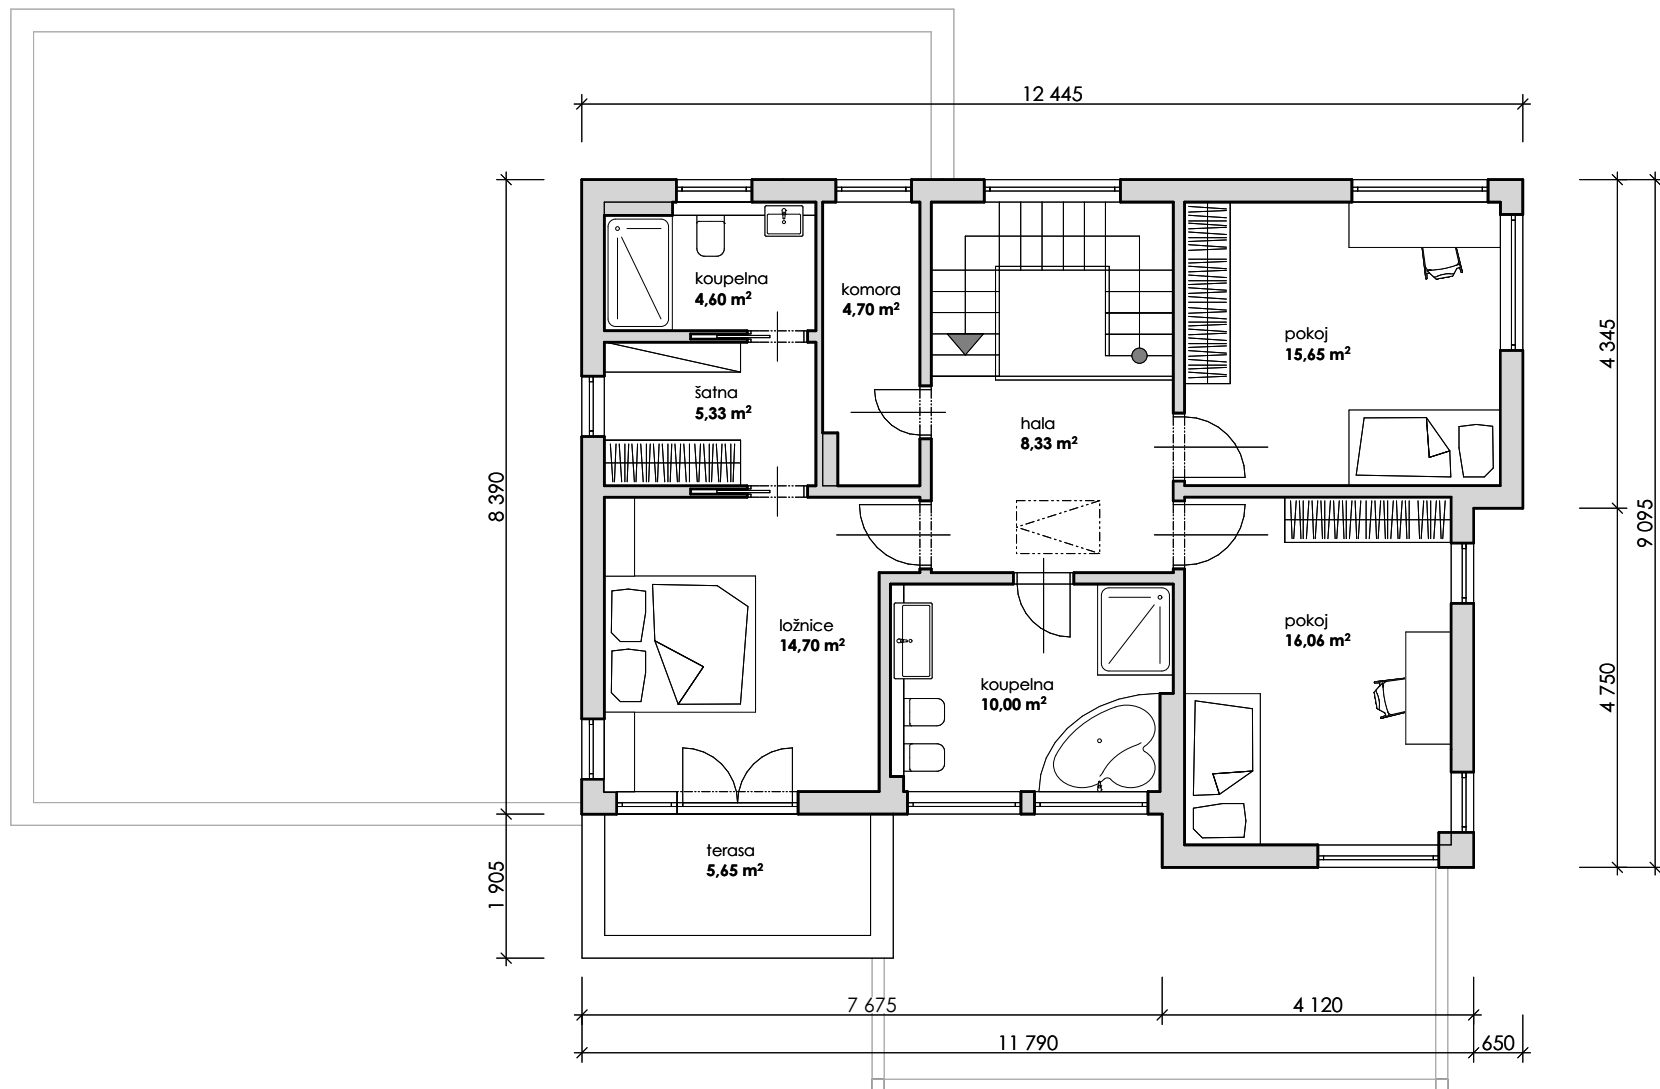 12 445
koupelna
4,60 m²
komora
4,70 m²
pokoj
15,65 m²
4 345
šatna
5,33 m²
hala
8,33 m²
8 390
9 095
ložnice
14,70 m²
pokoj
16,06 m²
koupelna
10,00 m²
4 750
terasa
5,65 m²
1 905
7 675
4 120
11 790
650